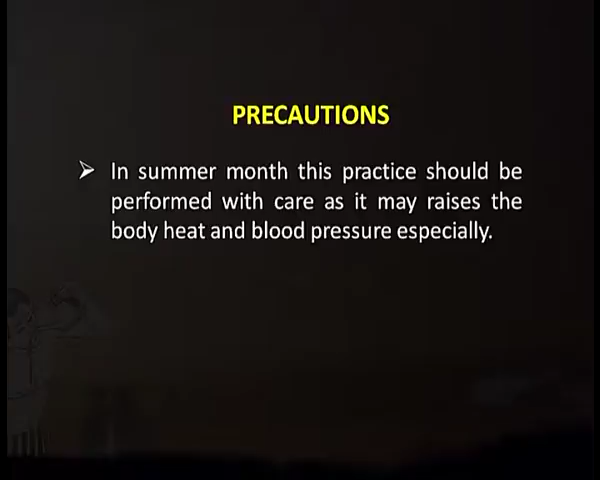 PRECAUTIONS
➢ In summer month this practice should be
performed with care as it may raises the
body heat and blood pressure especially.